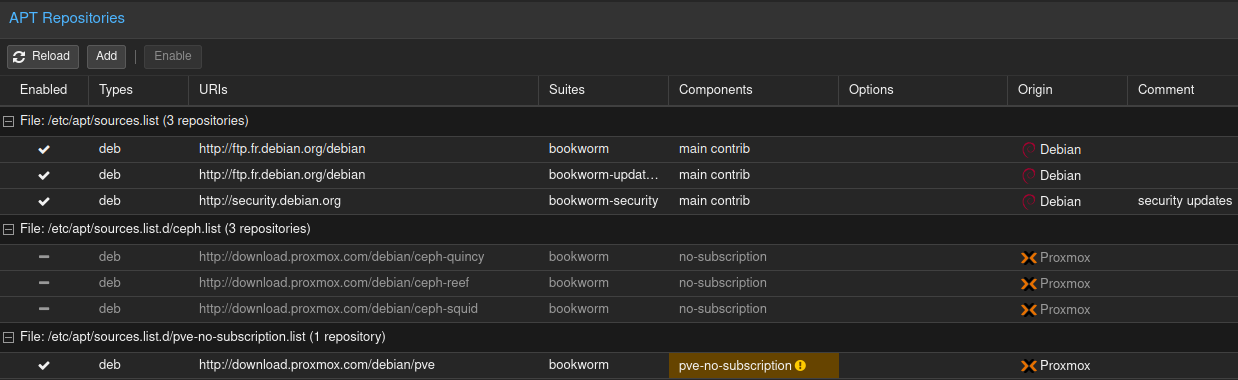 APT Repositories
Reload Add Enable
Enabled Types URIs Suites Components Options Origin Comment
File: /etc/apt/sources.list (3 repositories)
deb http://ftp.fr.debian.org/debian bookworm main contrib Debian
deb http://ftp.fr.debian.org/debian bookworm-updat… main contrib Debian
deb http://security.debian.org bookworm-security main contrib Debian security updates
File: /etc/apt/sources.list.d/ceph.list (3 repositories)
deb http://download.proxmox.com/debian/ceph-quincy bookworm no-subscription Proxmox
deb http://download.proxmox.com/debian/ceph-reef bookworm no-subscription Proxmox
deb http://download.proxmox.com/debian/ceph-squid bookworm no-subscription Proxmox
File: /etc/apt/sources.list.d/pve-no-subscription.list (1 repository)
deb http://download.proxmox.com/debian/pve bookworm pve-no-subscription Proxmox